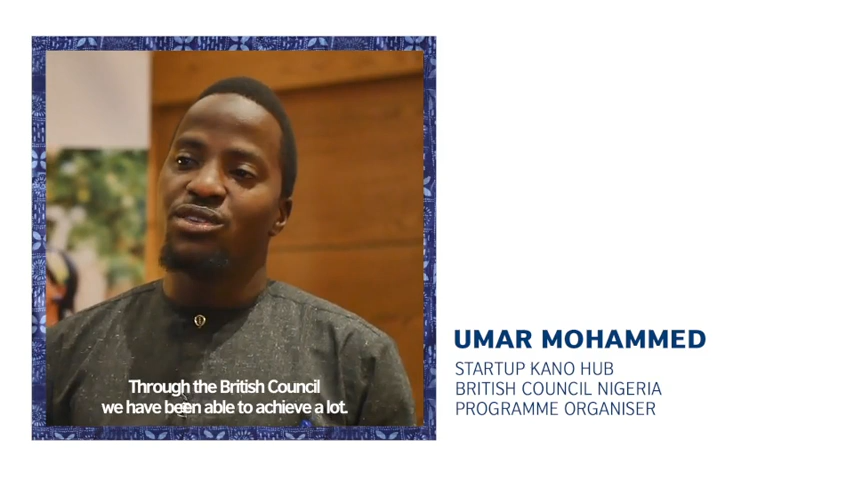 Through the British Council
we have been able to achieve a lot.
UMAR MOHAMMED
STARTUP KANO HUB
BRITISH COUNCIL NIGERIA
PROGRAMME ORGANISER